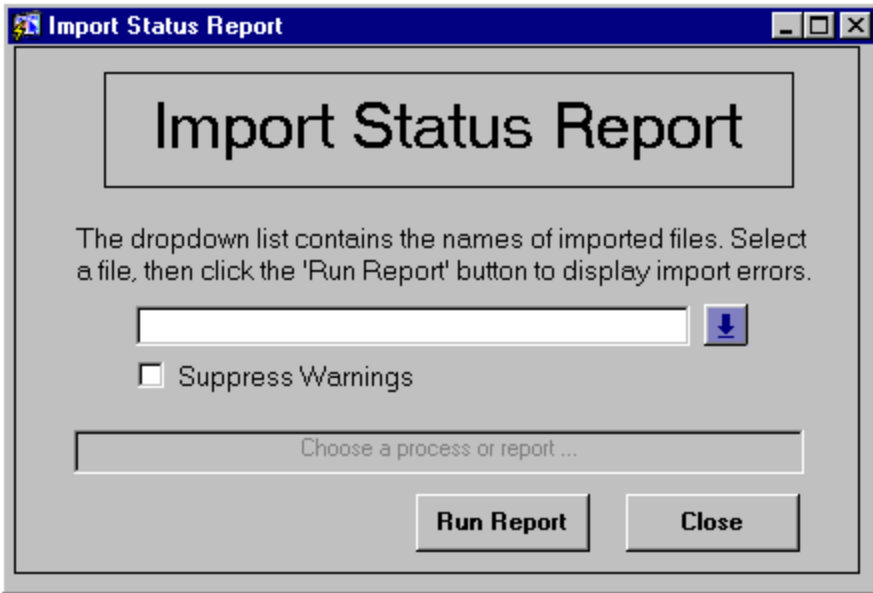 Import Status Report
Import Status Report
The dropdown list contains the names of imported files. Select
a file, then click the 'Run Report' button to display import errors.
Suppress Warnings
Choose a process or report ...
Run Report
Close